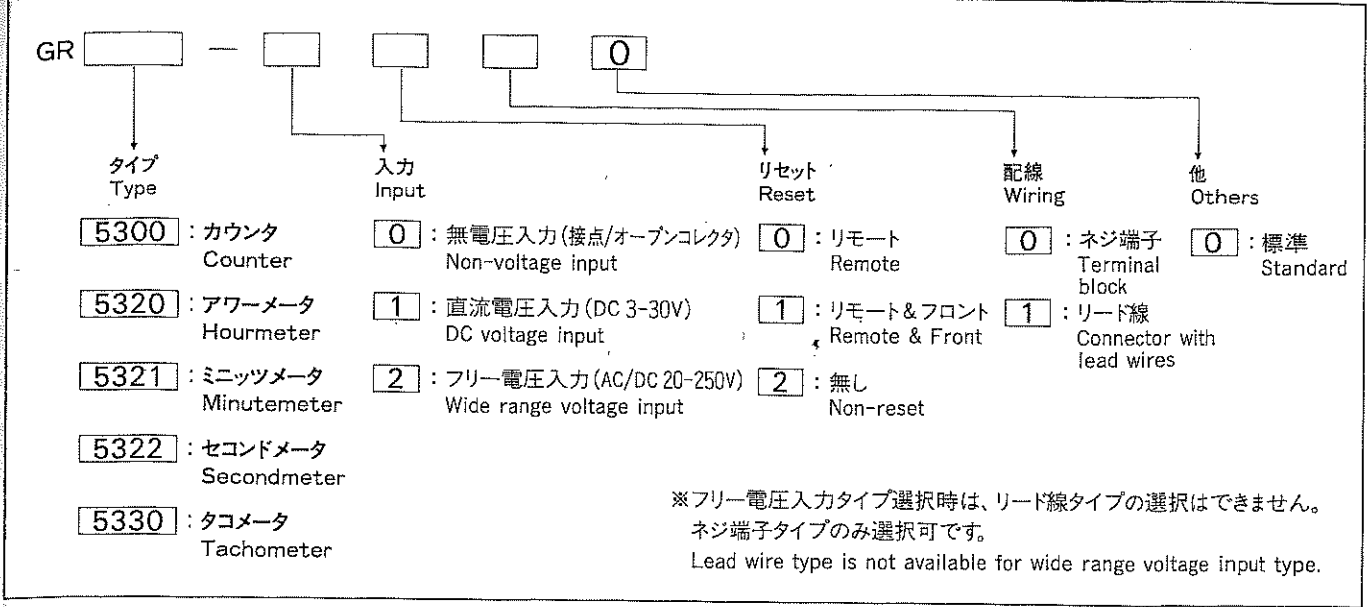 GR — 0
タイプ
Type
5300 : カウンタ
Counter
5320 : アワーメータ
Hourmeter
5321 : ミニッツメータ
Minutemeter
5322 : セコンドメータ
Secondmeter
5330 : タコメータ
Tachometer
入力
Input
0 : 無電圧入力(接点/オープンコレクタ)
Non-voltage input
1 : 直流電圧入力(DC 3-30V)
DC voltage input
2 : フリー電圧入力(AC/DC 20-250V)
Wide range voltage input
リセット
Reset
0 : リモート
Remote
1 : リモート&フロント
Remote & Front
2 : 無し
Non-reset
配線
Wiring
0 : ネジ端子
Terminal
block
1 : リード線
Connector with
lead wires
他
Others
0 : 標準
Standard
※フリー電圧入力タイプ選択時は、リード線タイプの選択はできません。
ネジ端子タイプのみ選択可です。
Lead wire type is not available for wide range voltage input type.